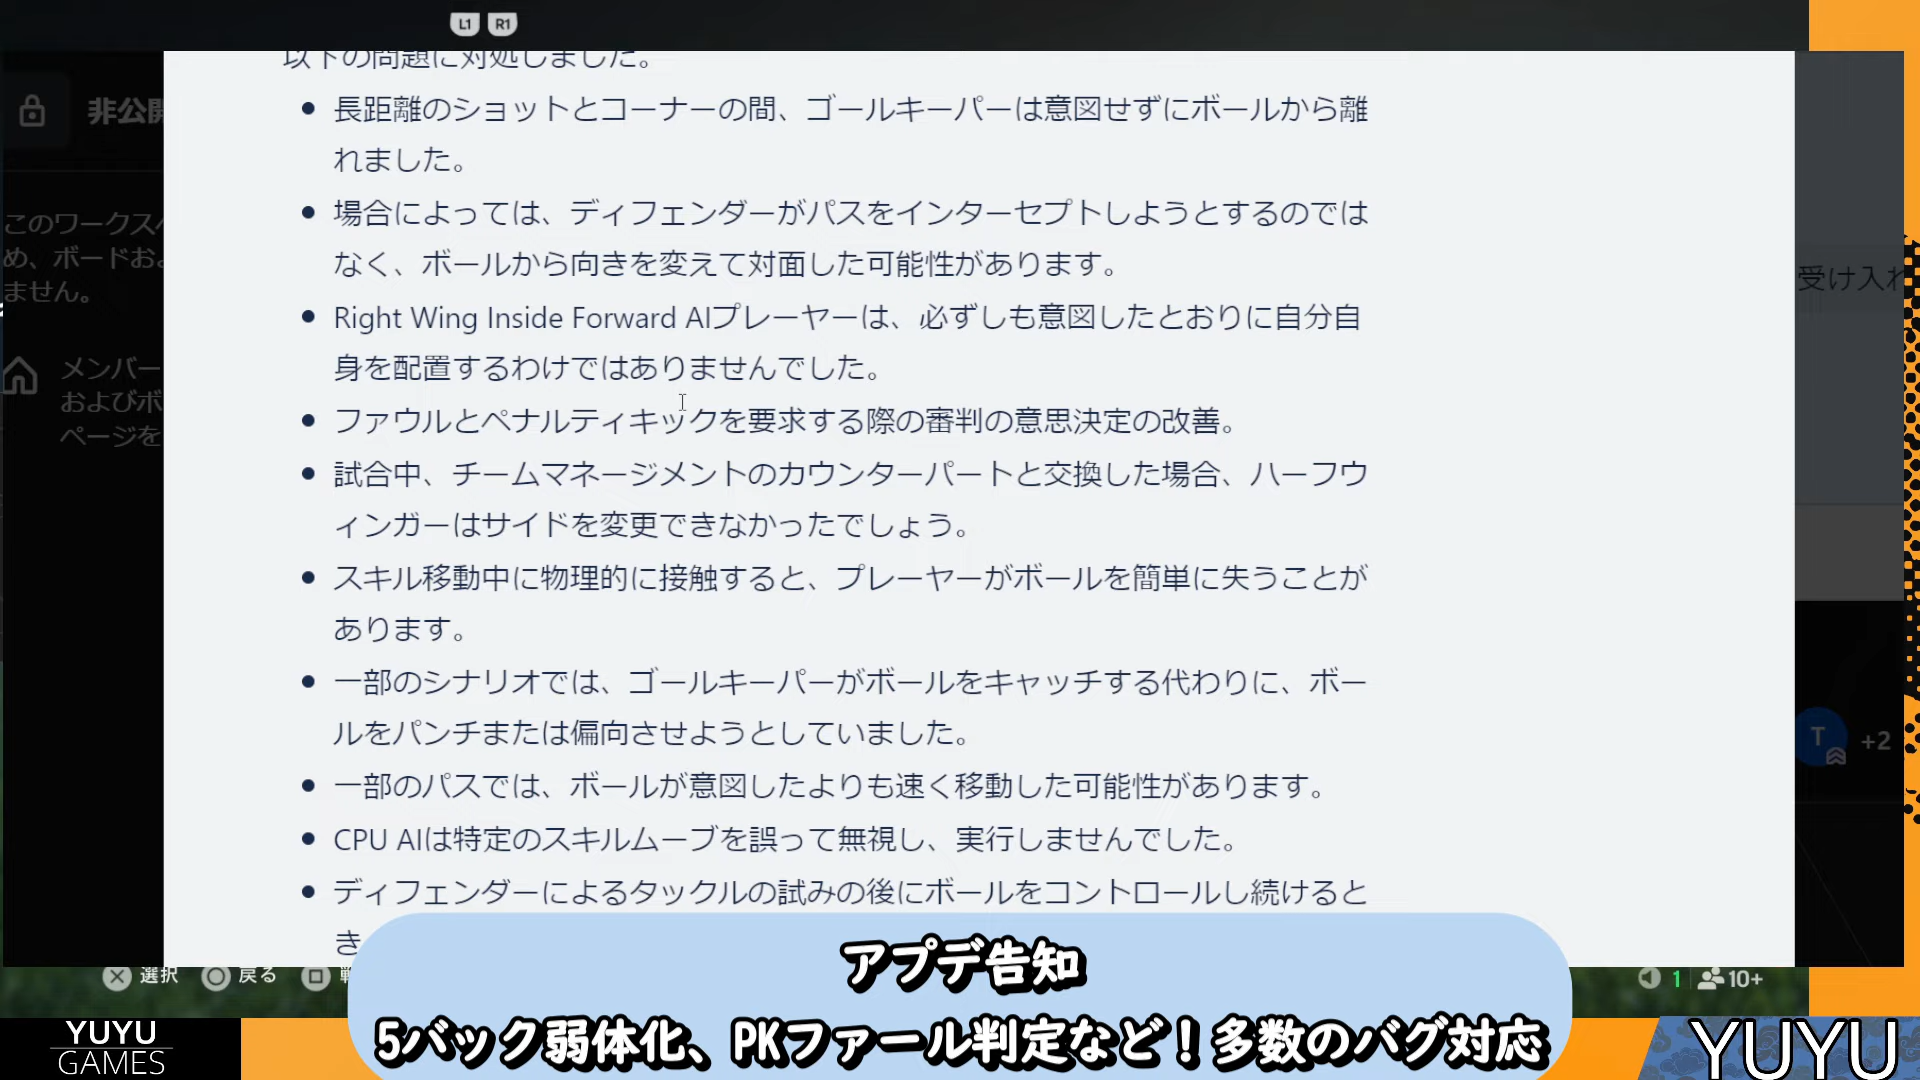 L1 R1
以下の問題に対処しました。
非公開
長距離のショットとコーナーの間、ゴールキーパーは意図せずにボールから離
れました。
場合によっては、ディフェンダーがパスをインターセプトしようとするのでは
なく、ボールから向きを変えて対面した可能性があります。
Right Wing Inside Forward AIプレーヤーは、必ずしも意図したとおりに自分自
身を配置するわけではありませんでした。
ファウルとペナルティキックを要求する際の審判の意思決定の改善。
試合中、チームマネージメントのカウンターパートと交換した場合、ハーフウ
ィンガーはサイドを変更できなかったでしょう。
スキル移動中に物理的に接触すると、プレーヤーがボールを簡単に失うことが
あります。
一部のシナリオでは、ゴールキーパーがボールをキャッチする代わりに、ボー
ルをパンチまたは偏向させようとしていました。
一部のパスでは、ボールが意図したよりも速く移動した可能性があります。
CPU AIは特定のスキルムーブを誤って無視し、実行しませんでした。
ディフェンダーによるタックルの試みの後にボールをコントロールし続けると
き
このワークスペ
め、ボードおよ
ません。
メンバー
およびボ
ページを
受け入れ
T +2
選択 戻る
1 10+
アプデ告知
5バック弱体化、PKファール判定など！多数のバグ対応
YUYU
GAMES
YUYU